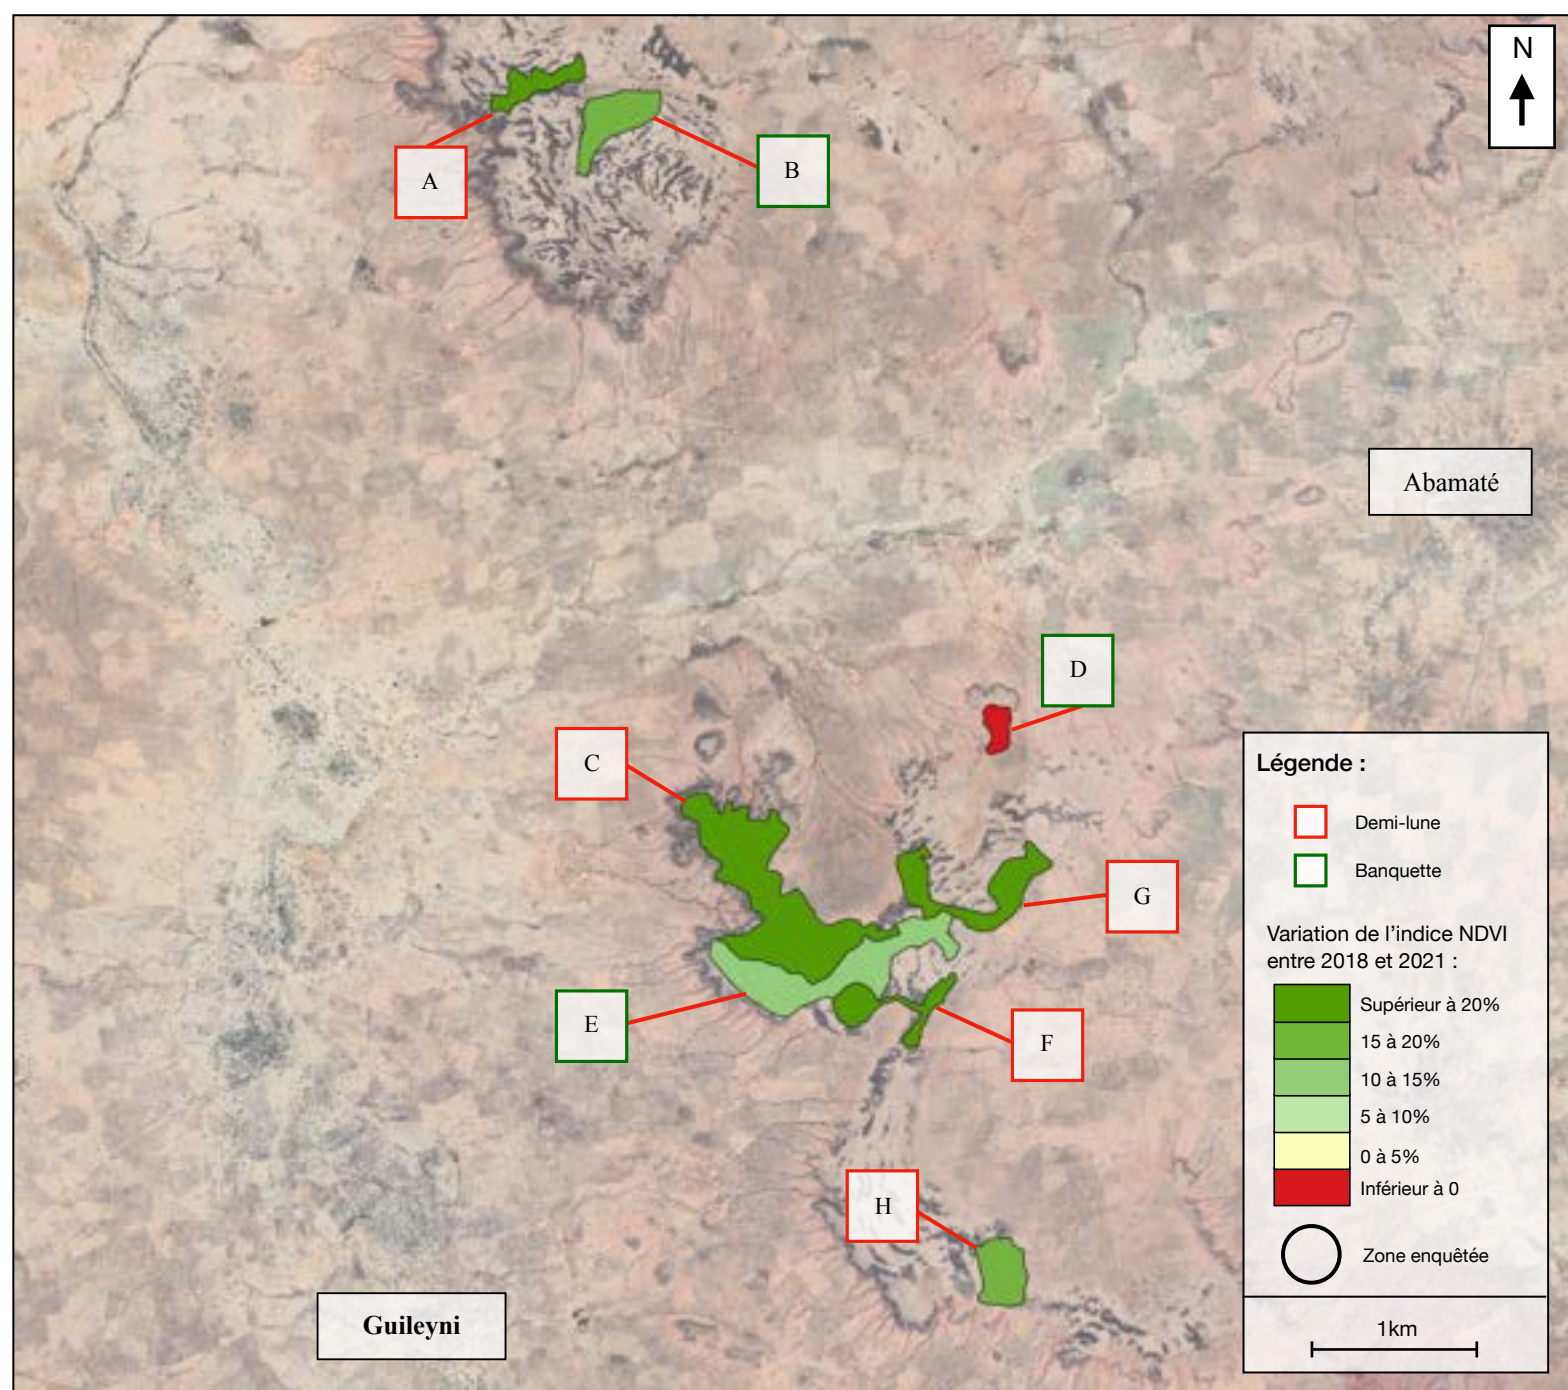 N
A
B
Abamaté
D
C
G
E
F
H
Guileyni
Légende :
Demi-lune
Banquette
Variation de l'indice NDVI
entre 2018 et 2021 :
Supérieur à 20%
15 à 20%
10 à 15%
5 à 10%
0 à 5%
Inférieur à 0
Zone enquêtée
1km